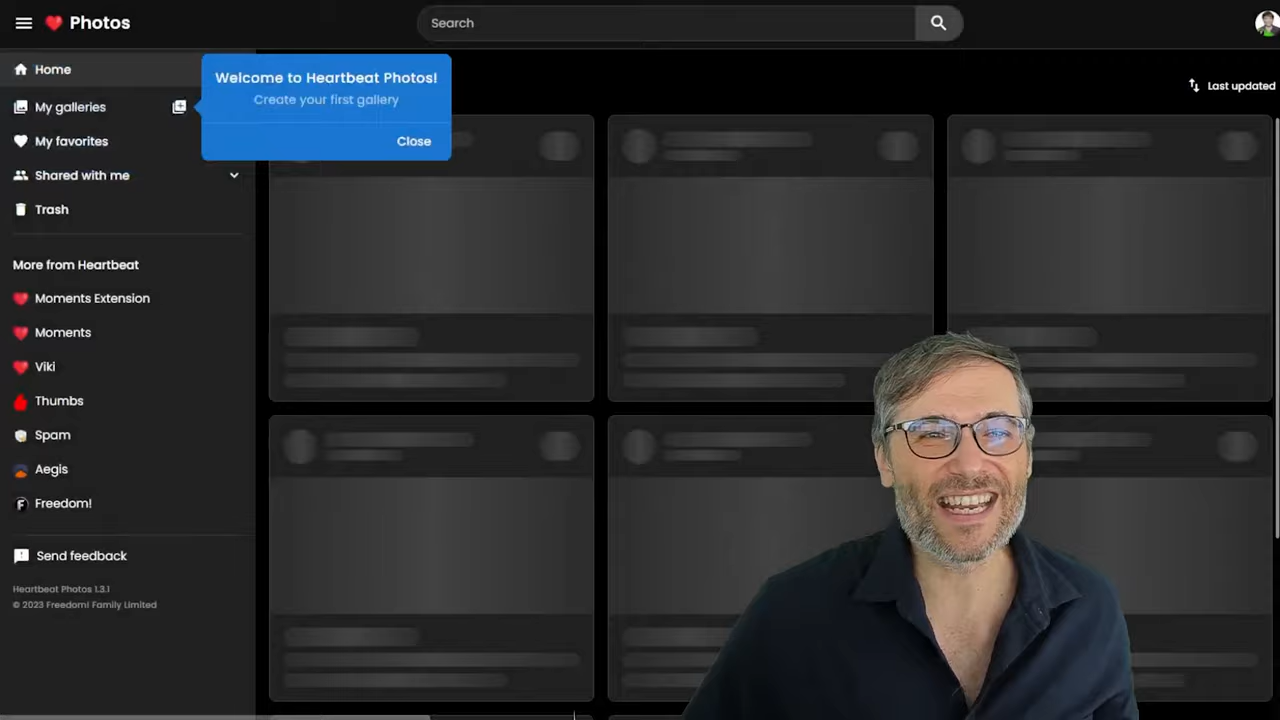 Photos
Search
Home
Welcome to Heartbeat Photos!
Create your first gallery
Close
Last updated
My galleries
My favorites
Shared with me
Trash
More from Heartbeat
Moments Extension
Moments
Viki
Thumbs
Spam
Aegis
F Freedom!
Send feedback
Heartbeat Photos 1.3.1
© 2023 Freedom! Family Limited